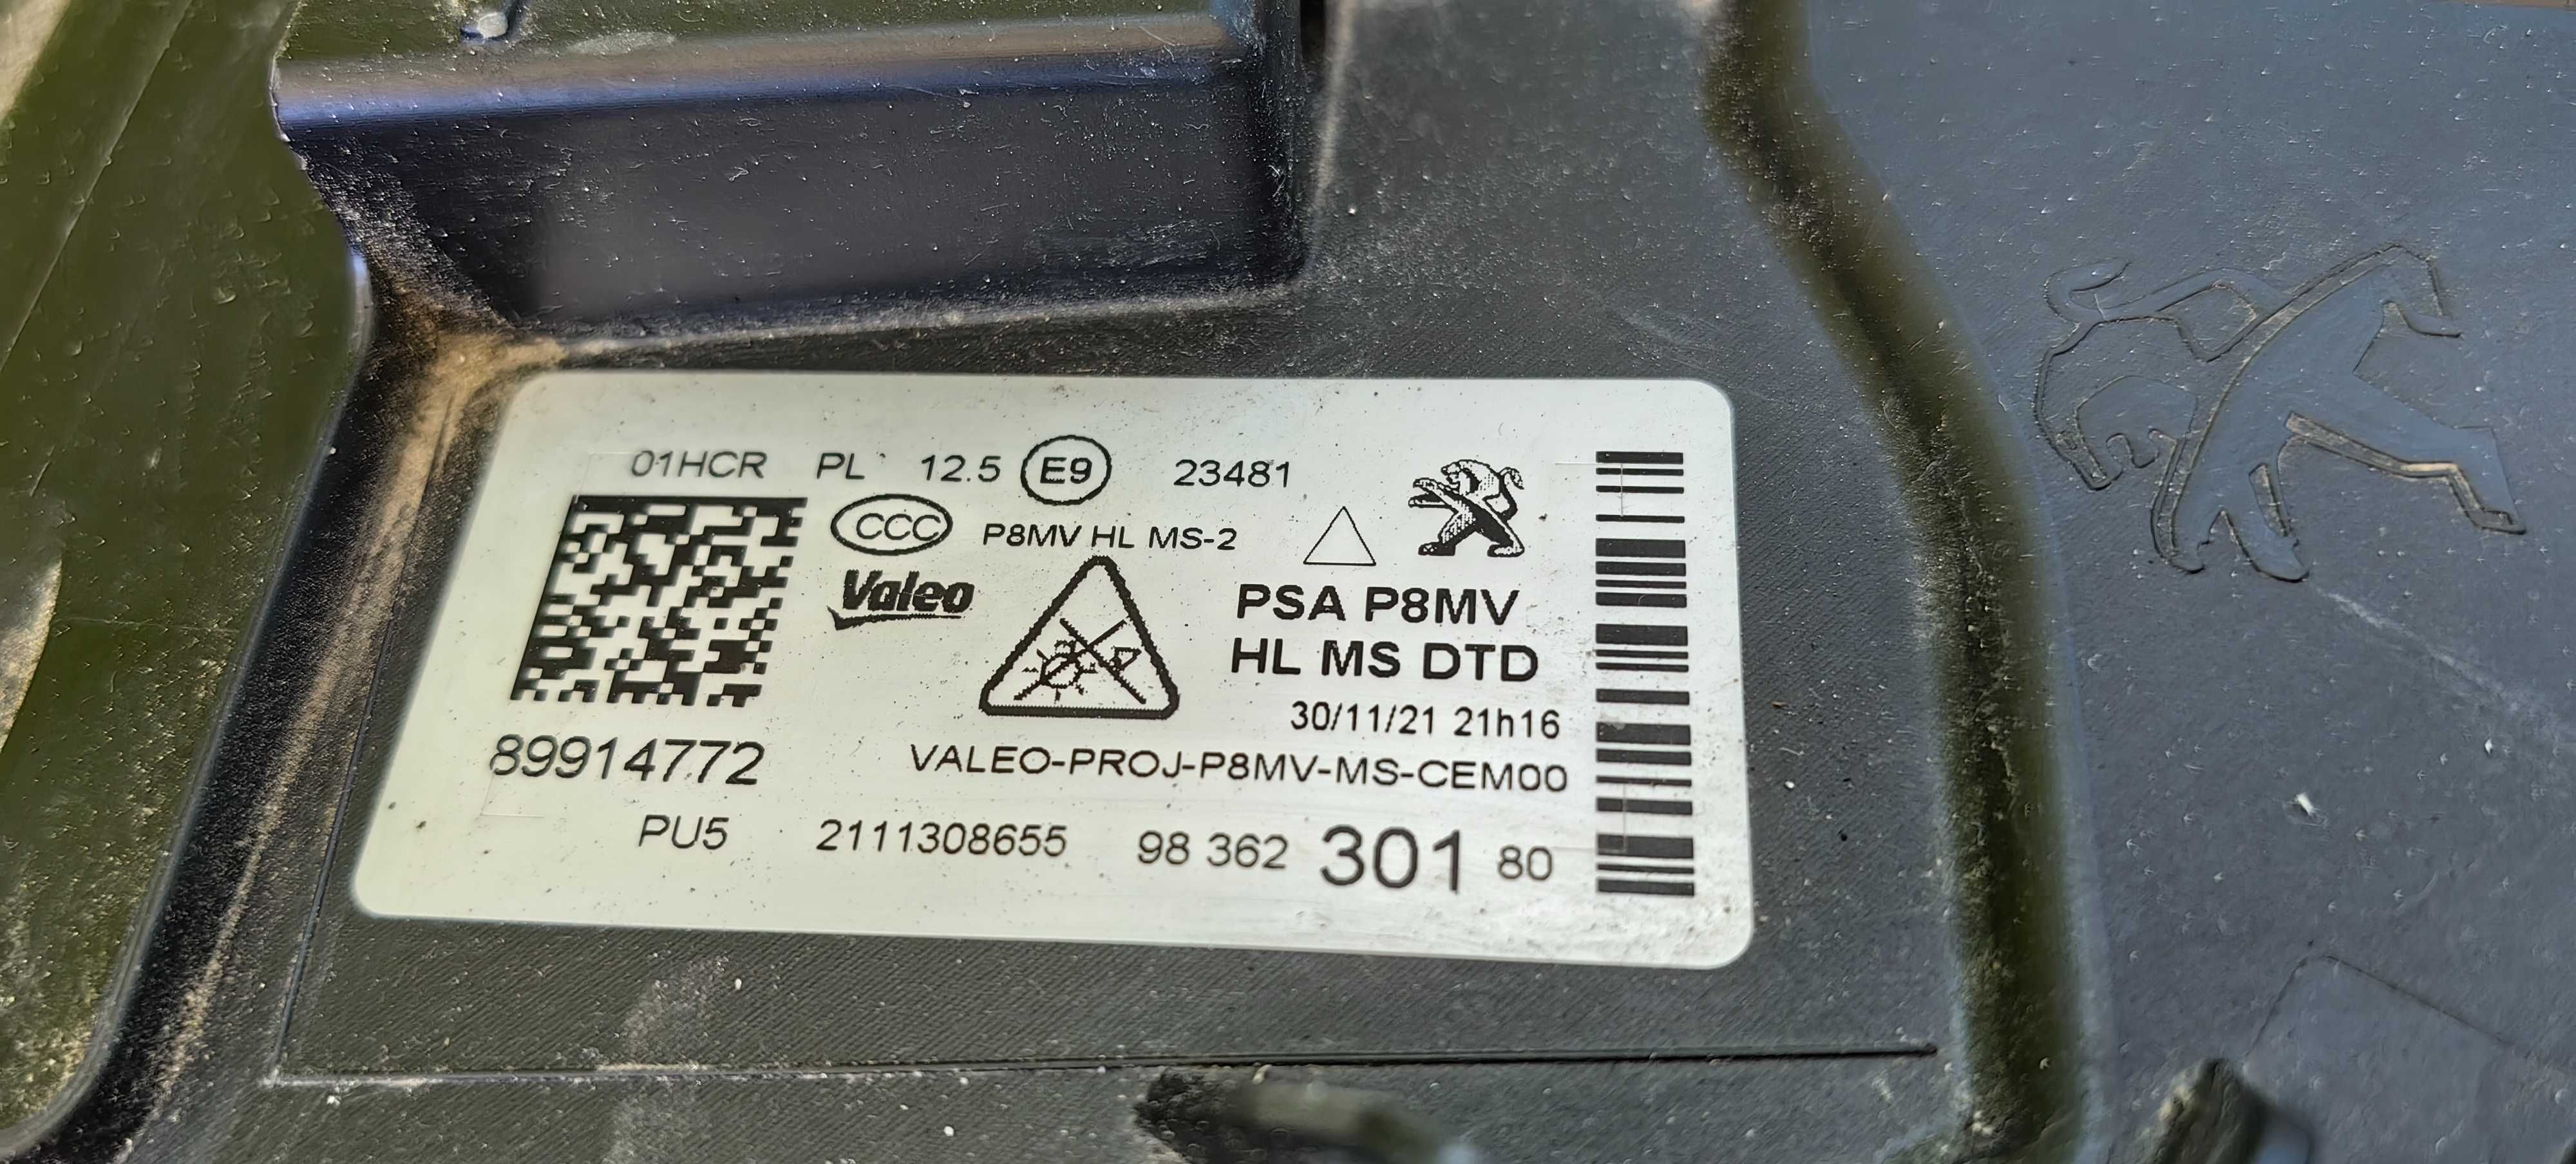 01HCR PL 12.5 E9 23481
CCC P8MV HL MS-2
Valeo
PSA P8MV
HL MS DTD
30/11/21 21h16
89914772 VALEO-PROJ-P8MV-MS-CEM00
PU5 2111308655 98 362 301 80